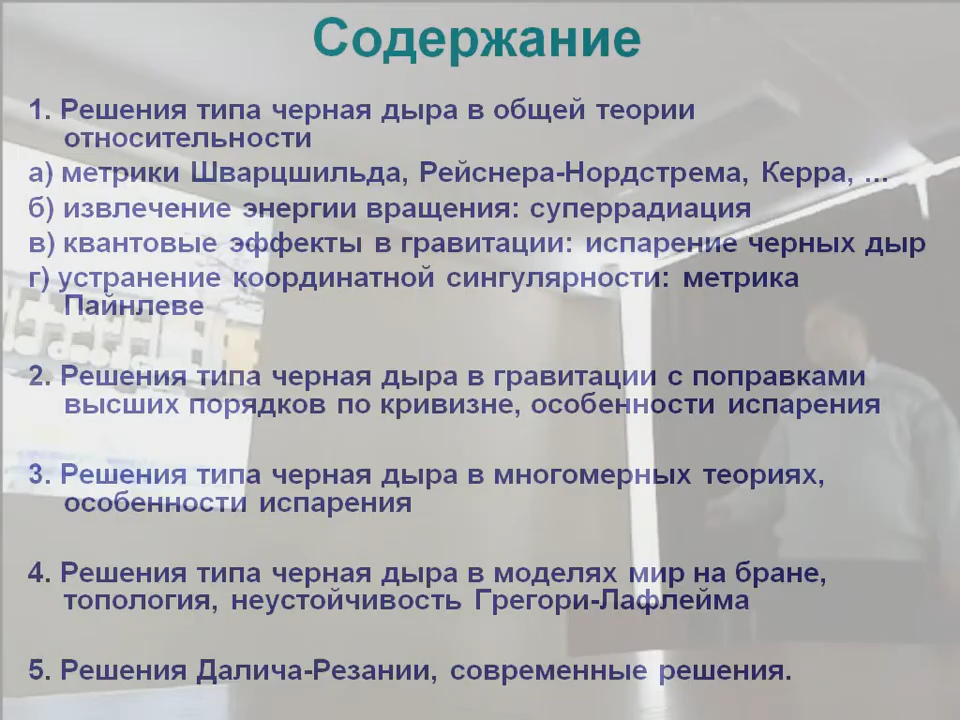 Содержание
1. Решения типа черная дыра в общей теории
относительности
а) метрики Шварцшильда, Рейснера-Нордстрема, Керра, ...
б) извлечение энергии вращения: суперрадиация
в) квантовые эффекты в гравитации: испарение черных дыр
г) устранение координатной сингулярности: метрика
Пайнлеве
2. Решения типа черная дыра в гравитации с поправками
высших порядков по кривизне, особенности испарения
3. Решения типа черная дыра в многомерных теориях,
особенности испарения
4. Решения типа черная дыра в моделях мир на бране,
топология, неустойчивость Грегори-Лафлейма
5. Решения Далича-Резании, современные решения.